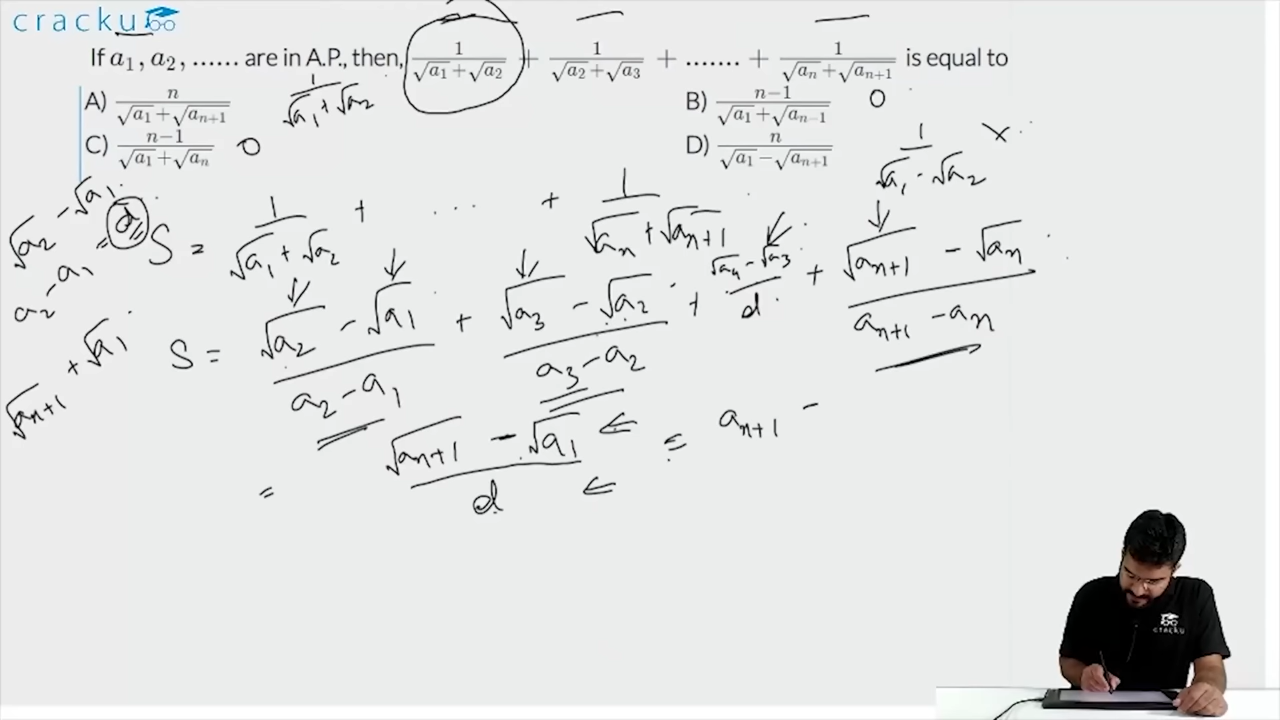 cracku
If a₁, a₂, ...... are in A.P., then, 1/(√a₁+√a₂) + 1/(√a₂+√a₃) + ....... + 1/(√aₙ+√aₙ₊₁) is equal to
A) n/(√a₁+√aₙ₊₁)
1/(√a₁+√a₂)
B) (n−1)/(√a₁+√aₙ₋₁) 0
C) (n−1)/(√a₁+√aₙ) 0
D) n/(√a₁−√aₙ₊₁)
1/(√a₁-√a₂) ×
√a₂ - √a₁
a₂ - a₁ = d
S = 1/(√a₁+√a₂) + ... + 1/(√aₙ+√aₙ₊₁)
S = (√a₂ - √a₁)/(a₂ - a₁) + (√a₃ - √a₂)/(a₃ - a₂) + (√a₄ - √a₃)/d + (√aₙ₊₁ - √aₙ)/(aₙ₊₁ - aₙ)
√aₙ₊₁ + √a₁
= (√aₙ₊₁ - √a₁)/d = aₙ₊₁ -
cracku